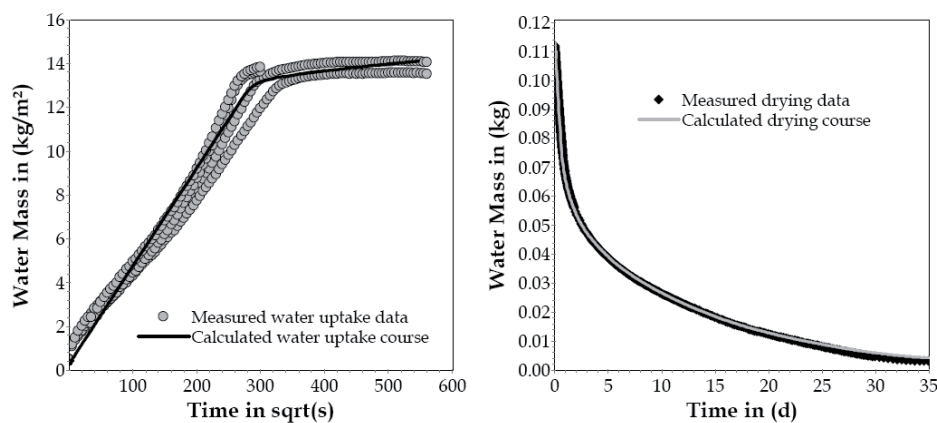 16
14
12
10
8
6
4
2
0
Water Mass in (kg/m²)
Measured water uptake data
Calculated water uptake course
100 200 300 400 500 600
Time in sqrt(s)
0.12
0.11
0.10
0.09
0.08
0.07
0.06
0.05
0.04
0.03
0.02
0.01
0.00
Water Mass in (kg)
Measured drying data
Calculated drying course
0 5 10 15 20 25 30 35
Time in (d)